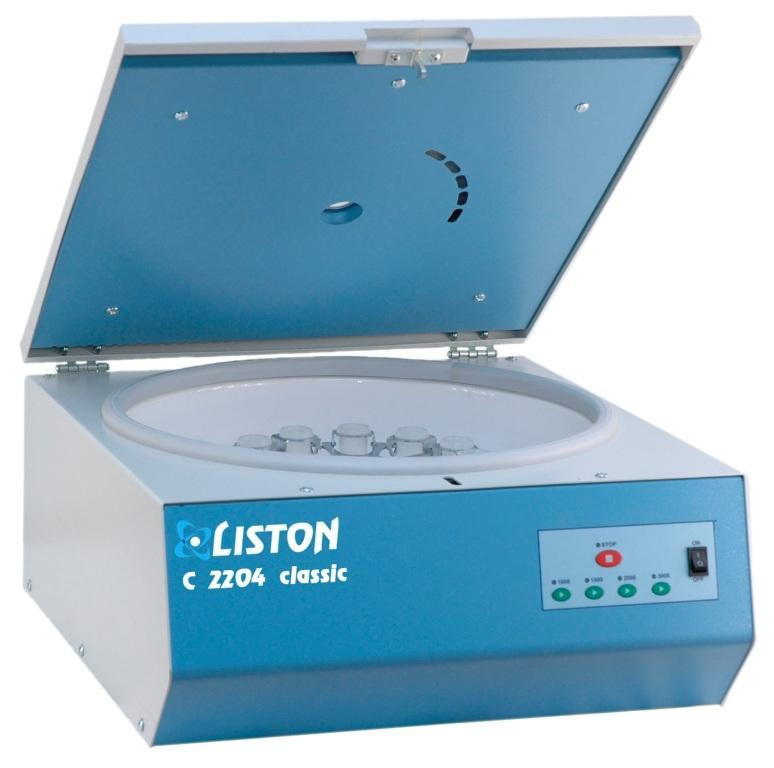 LISTON
C 2204 classic
STOP
ON
1000 1500 2000 3000
OFF